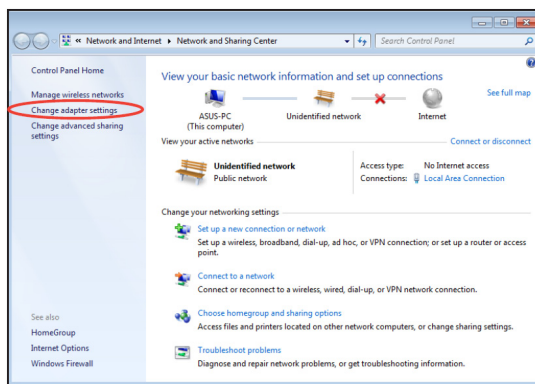 « Network and Internet ▸ Network and Sharing Center
Search Control Panel
Control Panel Home
Manage wireless networks
Change adapter settings
Change advanced sharing
settings
See also
HomeGroup
Internet Options
Windows Firewall
View your basic network information and set up connections
See full map
ASUS-PC
(This computer)
Unidentified network
Internet
View your active networks
Connect or disconnect
Unidentified network
Public network
Access type: No Internet access
Connections: Local Area Connection
Change your networking settings
Set up a new connection or network
Set up a wireless, broadband, dial-up, ad hoc, or VPN connection; or set up a router or access
point.
Connect to a network
Connect or reconnect to a wireless, wired, dial-up, or VPN network connection.
Choose homegroup and sharing options
Access files and printers located on other network computers, or change sharing settings.
Troubleshoot problems
Diagnose and repair network problems, or get troubleshooting information.